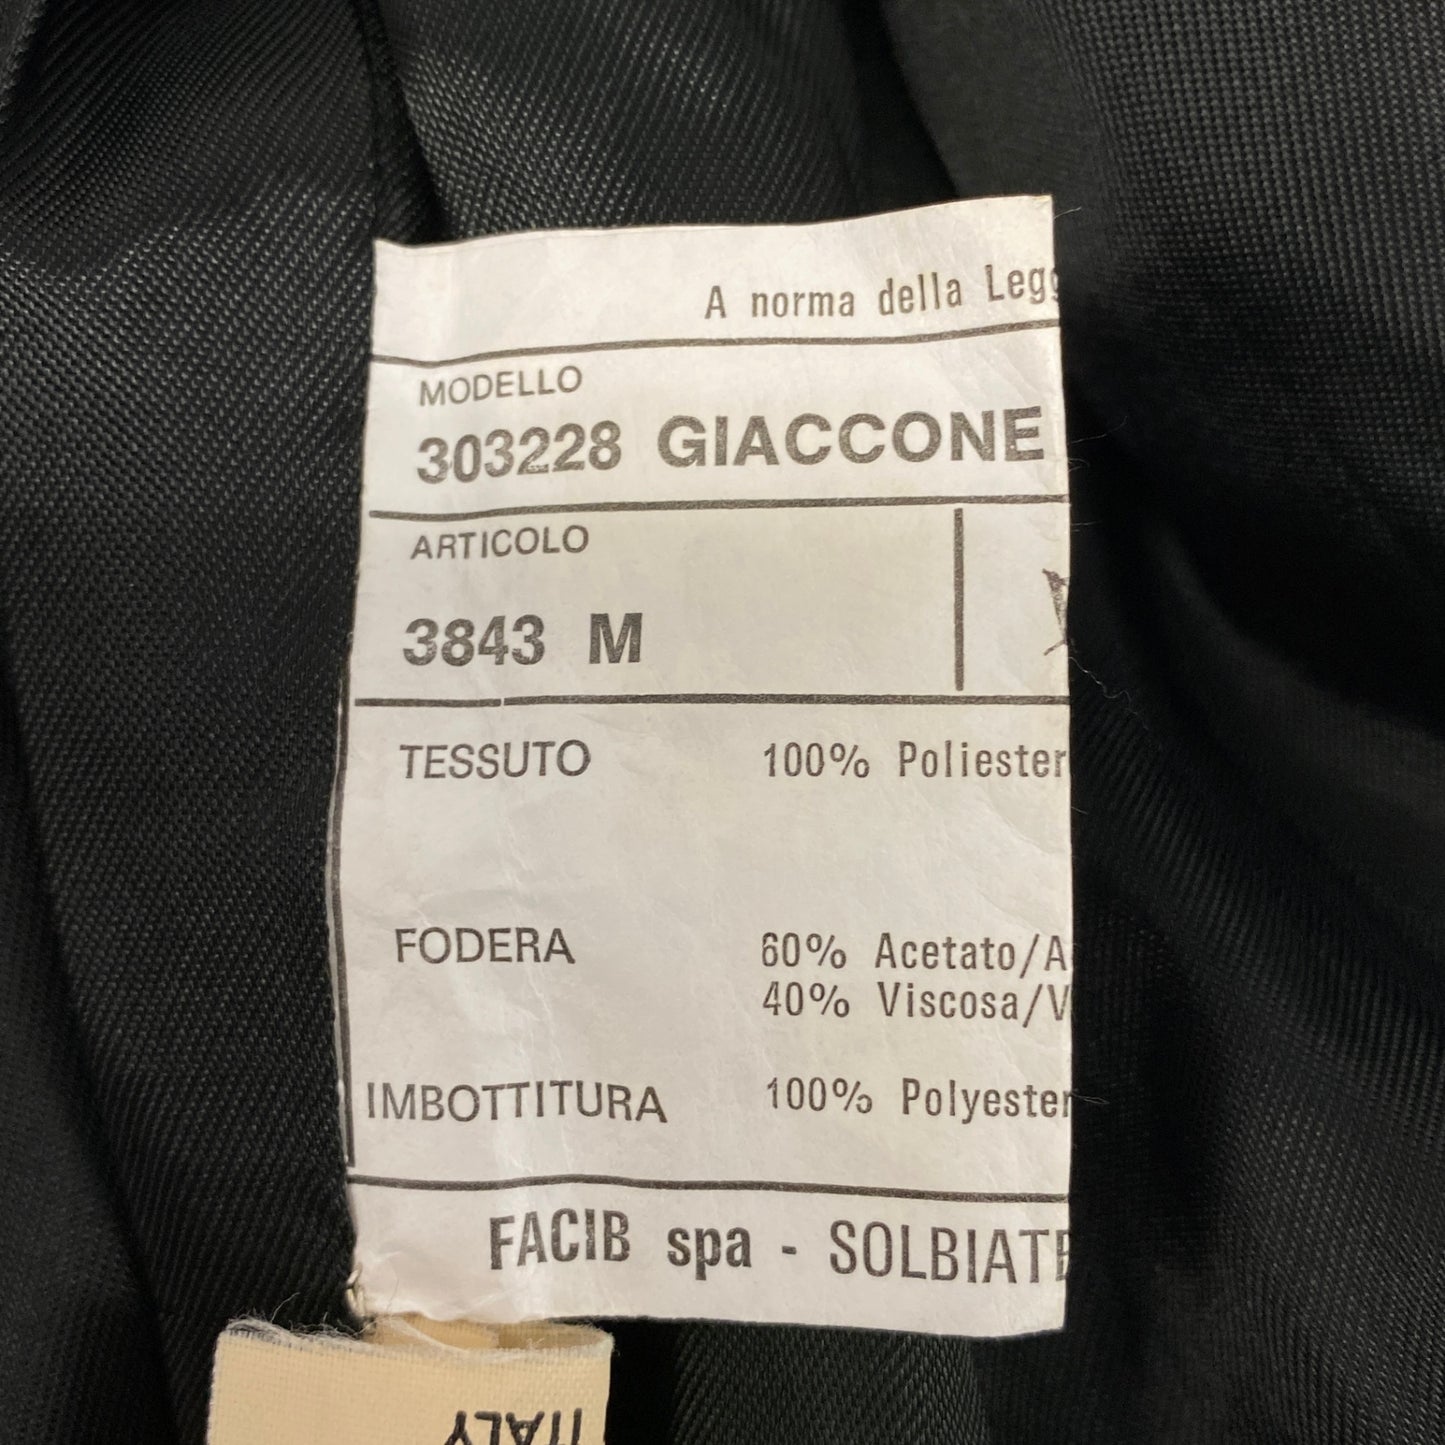 A norma della Legg
MODELLO
303228 GIACCONE
ARTICOLO
3843 M
TESSUTO 100% Poliester
FODERA 60% Acetato/A
40% Viscosa/V
IMBOTTITURA 100% Polyester
FACIB spa - SOLBIATE
ITALY